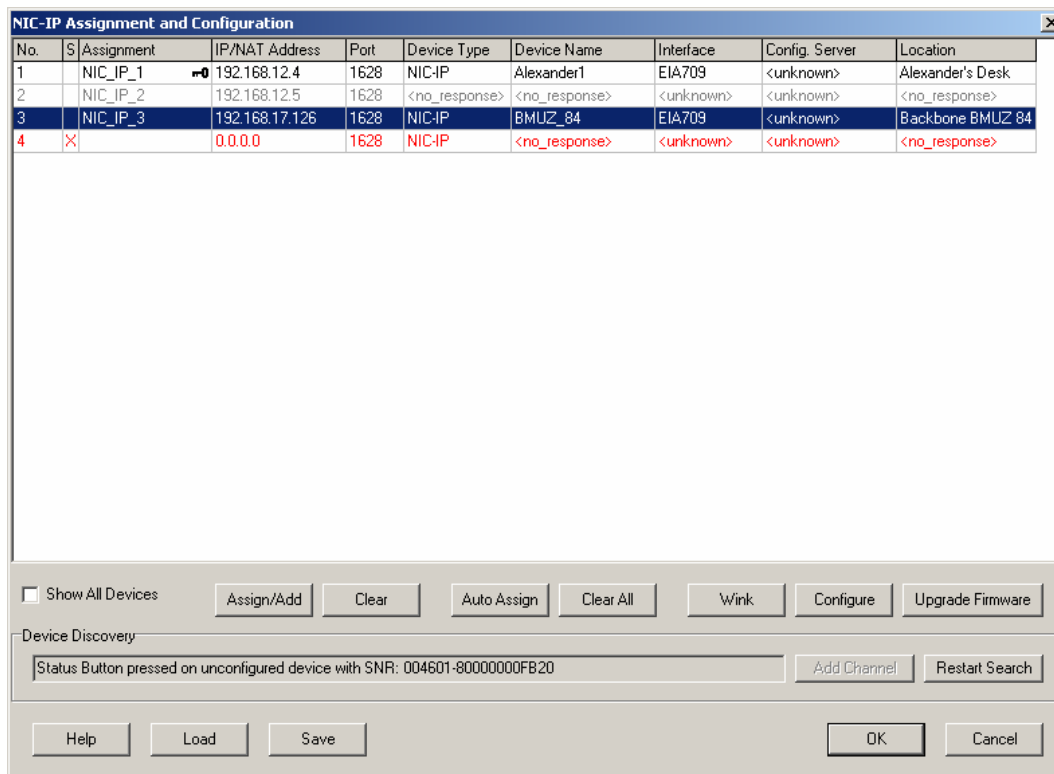 NIC-IP Assignment and Configuration
No. S Assignment IP/NAT Address Port Device Type Device Name Interface Config. Server Location
1 NIC_IP_1 192.168.12.4 1628 NIC-IP Alexander1 EIA709 <unknown> Alexander's Desk
2 NIC_IP_2 192.168.12.5 1628 <no_response> <no_response> <unknown> <unknown> <no_response>
3 NIC_IP_3 192.168.17.126 1628 NIC-IP BMUZ_84 EIA709 <unknown> Backbone BMUZ 84
4 X 0.0.0.0 1628 NIC-IP <no_response> <unknown> <unknown> <no_response>
Show All Devices Assign/Add Clear Auto Assign Clear All Wink Configure Upgrade Firmware
Device Discovery
Status Button pressed on unconfigured device with SNR: 004601-80000000FB20 Add Channel Restart Search
Help Load Save OK Cancel